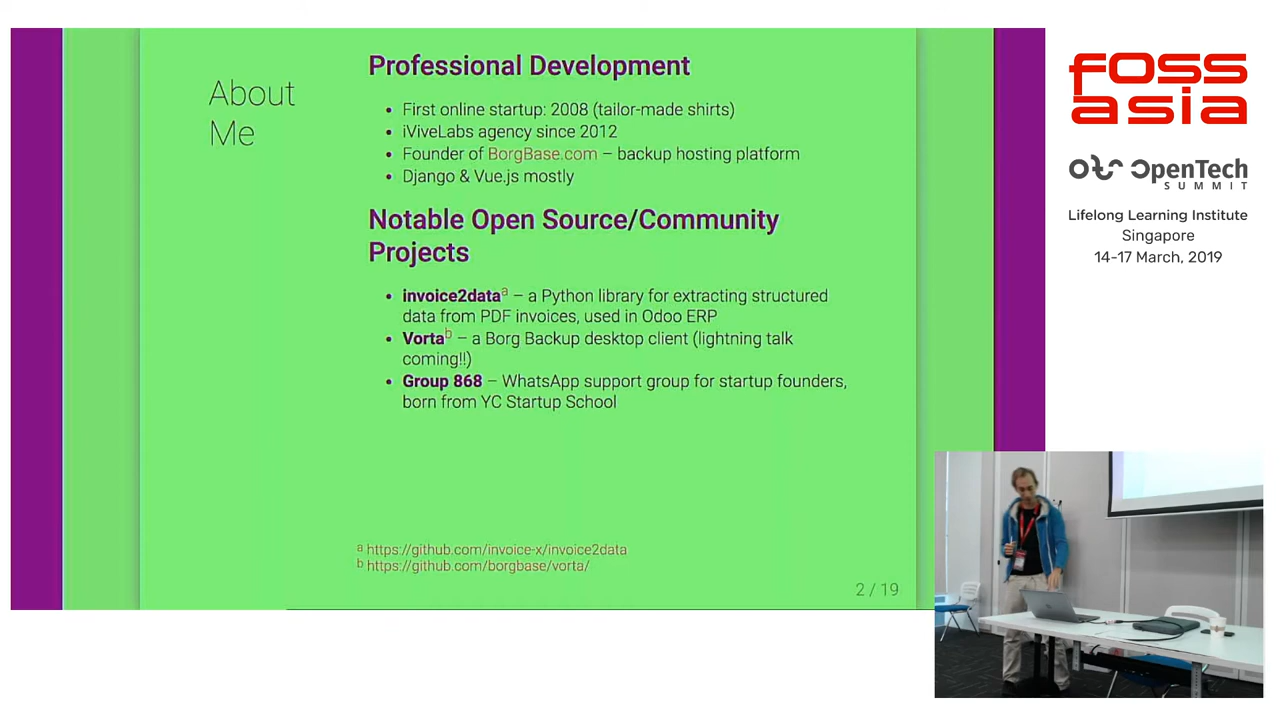 About
Me
Professional Development
• First online startup: 2008 (tailor-made shirts)
• iViveLabs agency since 2012
• Founder of BorgBase.com – backup hosting platform
• Django & Vue.js mostly
Notable Open Source/Community
Projects
• invoice2data a – a Python library for extracting structured
data from PDF invoices, used in Odoo ERP
• Vorta b – a Borg Backup desktop client (lightning talk
coming!!)
• Group 868 – WhatsApp support group for startup founders,
born from YC Startup School
a https://github.com/invoice-x/invoice2data
b https://github.com/borgbase/vorta/
2 / 19
FOSS
asia
OpenTech
SUMMIT
Lifelong Learning Institute
Singapore
14-17 March, 2019